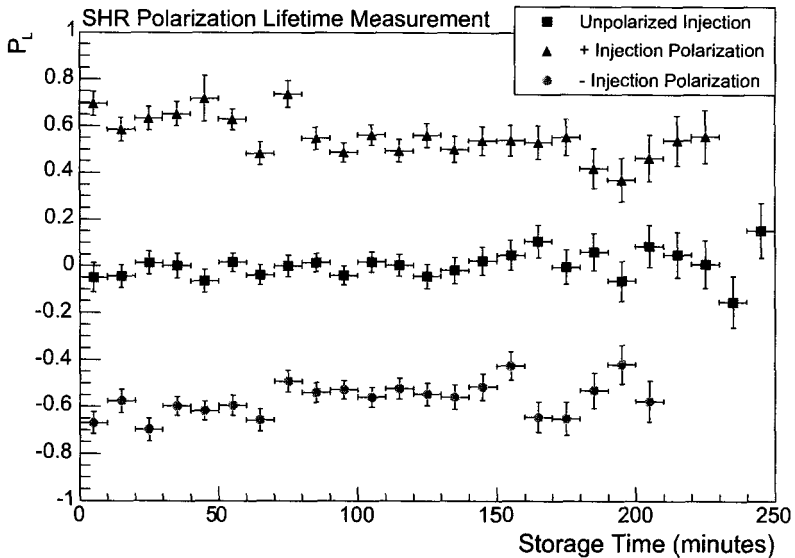 SHR Polarization Lifetime Measurement
P_L
Unpolarized Injection
+ Injection Polarization
- Injection Polarization
1
0.8
0.6
0.4
0.2
0
-0.2
-0.4
-0.6
-0.8
-1
0 50 100 150 200 250
Storage Time (minutes)